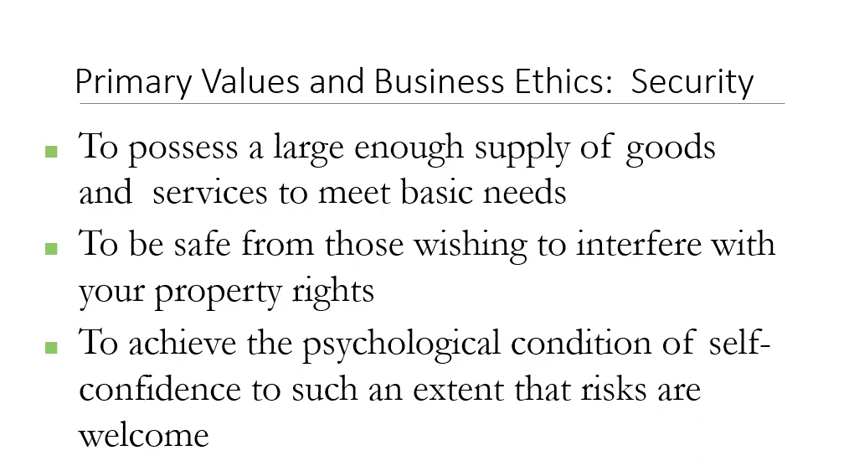 Primary Values and Business Ethics: Security
To possess a large enough supply of goods
and services to meet basic needs
To be safe from those wishing to interfere with
your property rights
To achieve the psychological condition of self-
confidence to such an extent that risks are
welcome